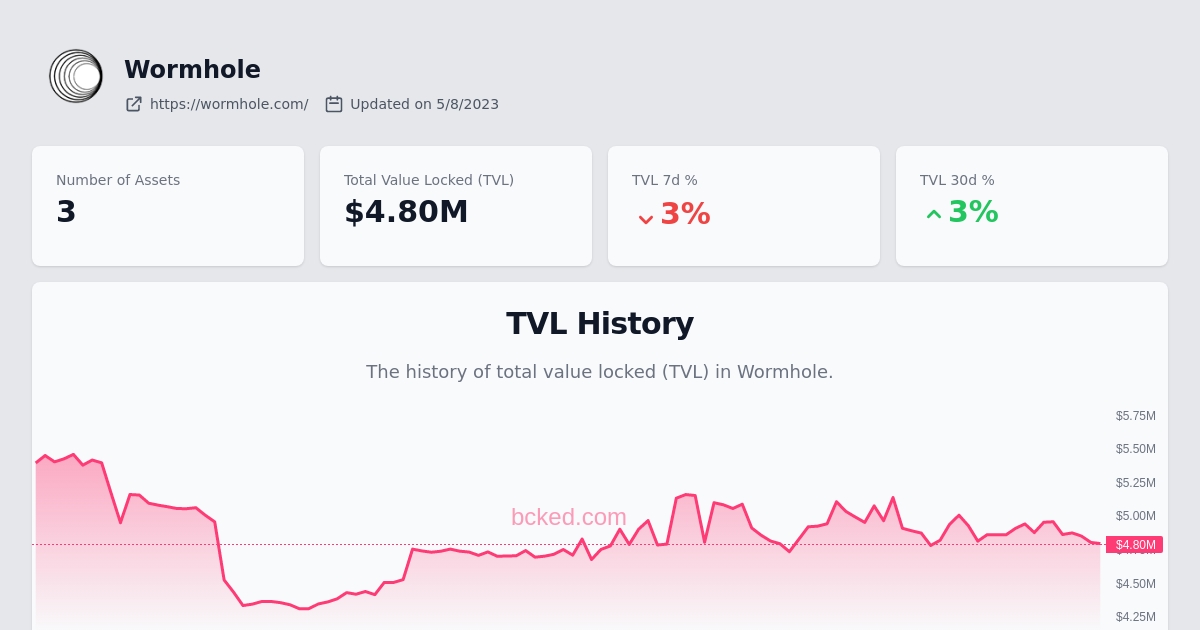 Wormhole
https://wormhole.com/ Updated on 5/8/2023
Number of Assets
3
Total Value Locked (TVL)
$4.80M
TVL 7d %
3%
TVL 30d %
3%
TVL History
The history of total value locked (TVL) in Wormhole.
$5.75M
$5.50M
$5.25M
$5.00M
bcked.com
$4.80M
$4.50M
$4.25M